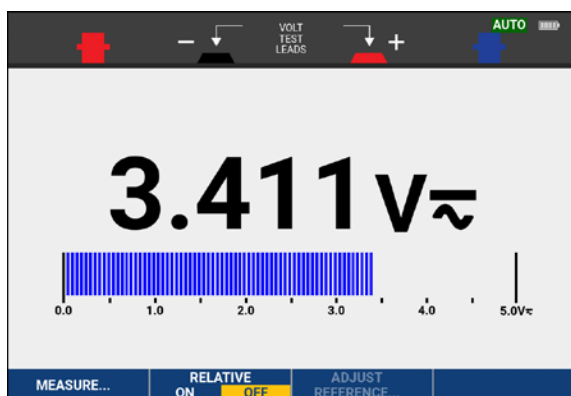 VOLT
TEST
LEADS
− +
AUTO
3.411 V⏦
0.0 1.0 2.0 3.0 4.0 5.0V⏦
MEASURE...
RELATIVE
ON OFF
ADJUST
REFERENCE...